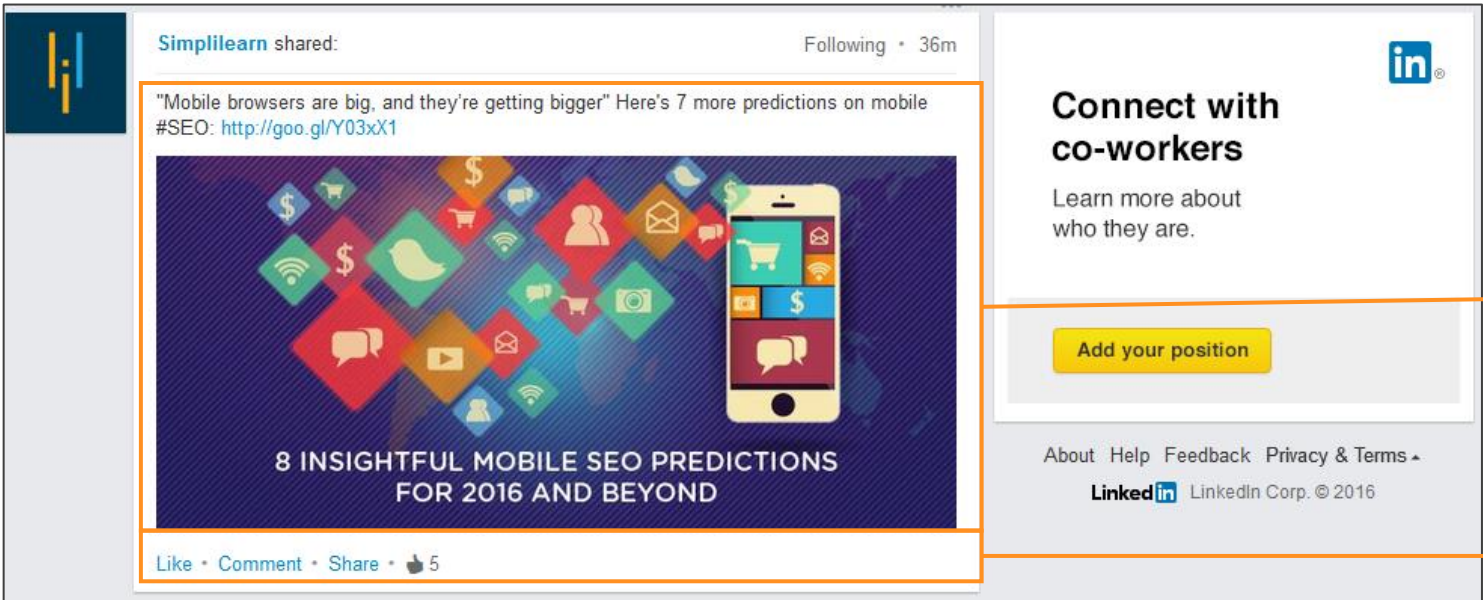 Simplilearn shared:
Following • 36m
"Mobile browsers are big, and they're getting bigger" Here's 7 more predictions on mobile
#SEO: http://goo.gl/Y03xX1
8 INSIGHTFUL MOBILE SEO PREDICTIONS
FOR 2016 AND BEYOND
Like • Comment • Share • 5
in®
Connect with
co-workers
Learn more about
who they are.
Add your position
About Help Feedback Privacy & Terms
Linked in LinkedIn Corp. © 2016